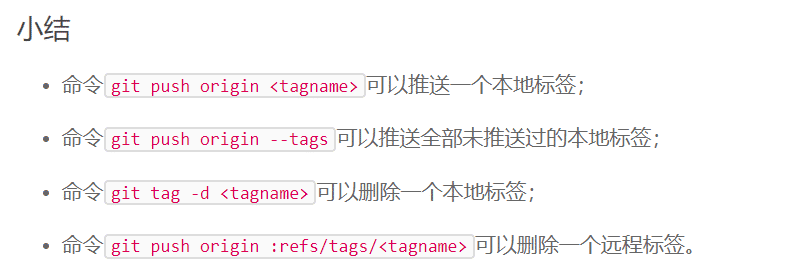 小结
命令git push origin <tagname>可以推送一个本地标签；
命令git push origin --tags可以推送全部未推送过的本地标签；
命令git tag -d <tagname>可以删除一个本地标签；
命令git push origin :refs/tags/<tagname>可以删除一个远程标签。